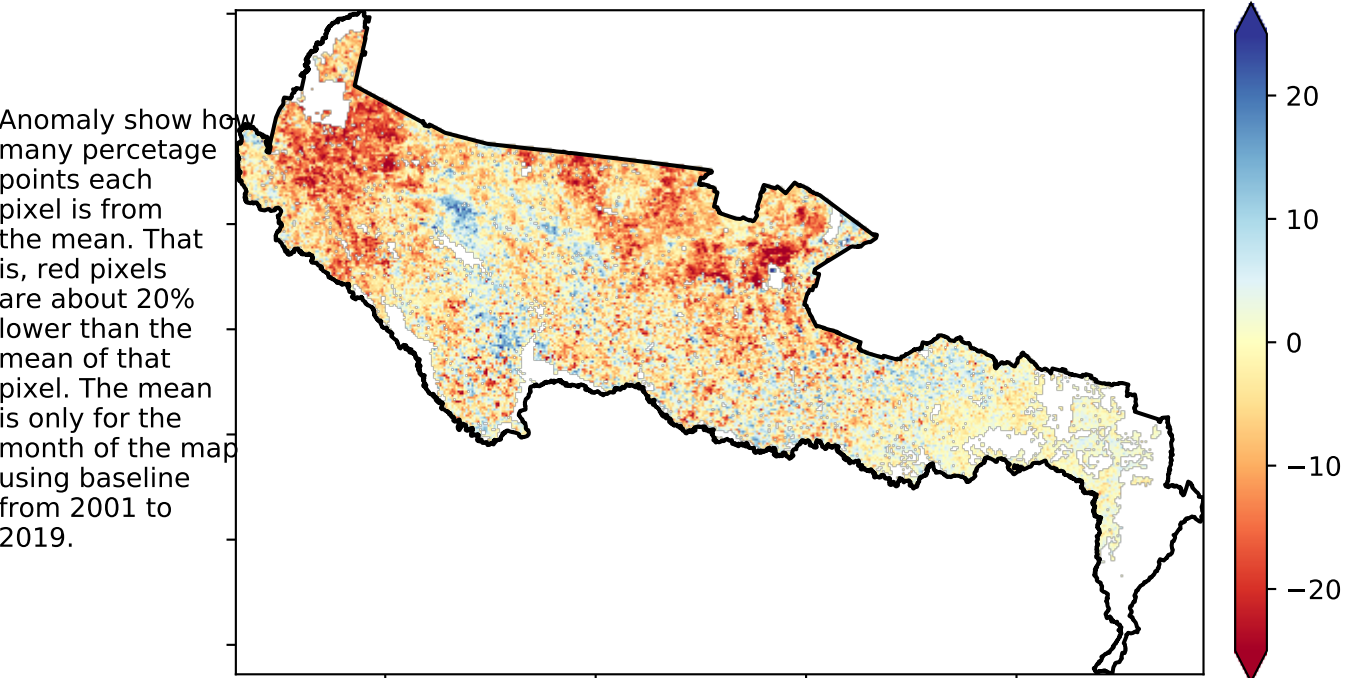 Anomaly show how
many percetage
points each
pixel is from
the mean. That
is, red pixels
are about 20%
lower than the
mean of that
pixel. The mean
is only for the
month of the map
using baseline
from 2001 to
2019.
20
10
0
−10
−20